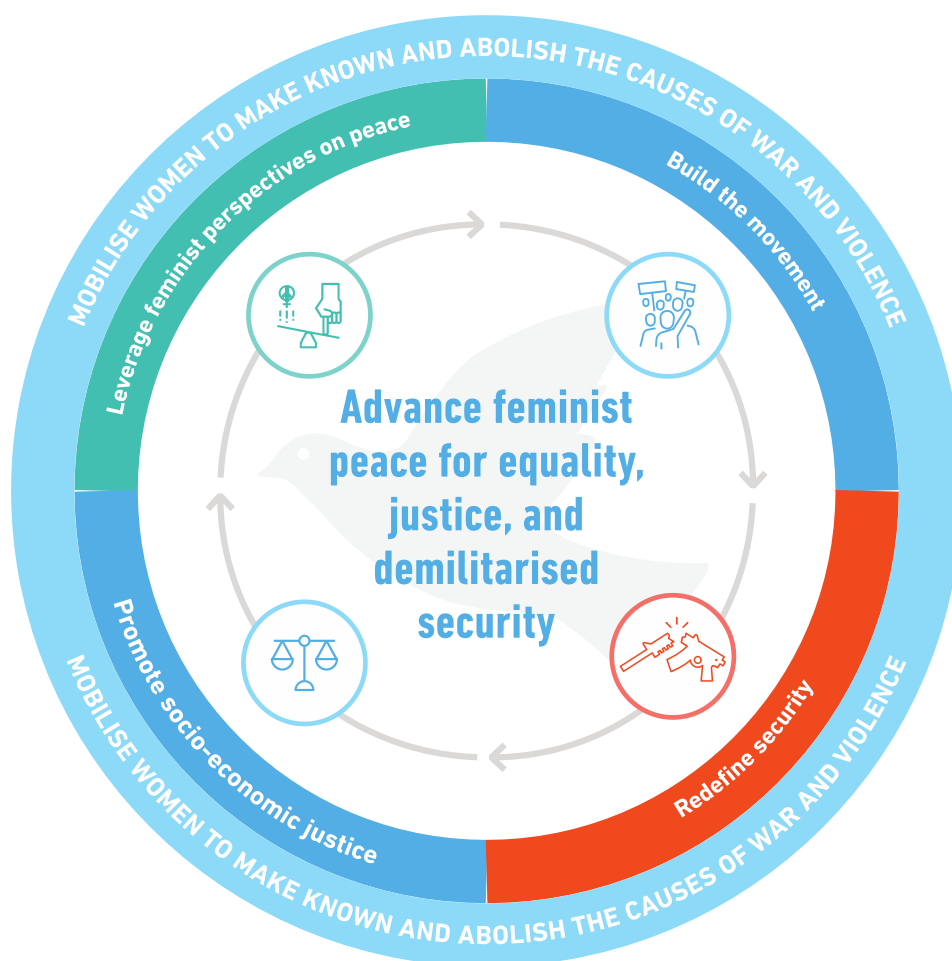 MOBILISE WOMEN TO MAKE KNOWN AND ABOLISH THE CAUSES OF WAR AND VIOLENCE
Leverage feminist perspectives on peace
Build the movement
Advance feminist
peace for equality,
justice, and
demilitarised
security
Promote socio-economic justice
Redefine security
MOBILISE WOMEN TO MAKE KNOWN AND ABOLISH THE CAUSES OF WAR AND VIOLENCE